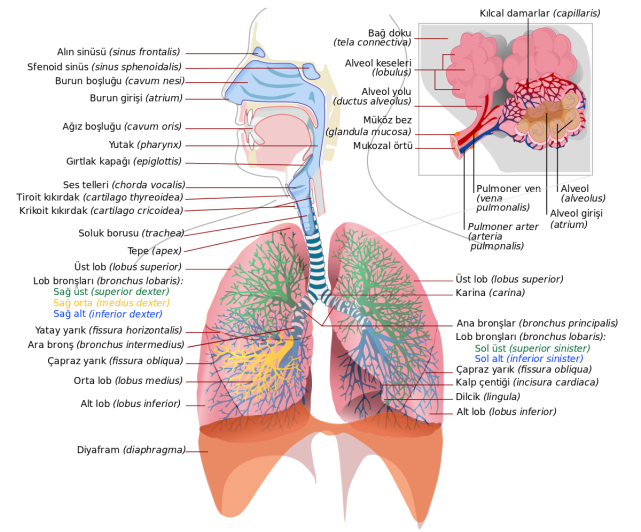 Alın sinüsü (sinus frontalis)
Sfenoid sinüs (sinus sphenoidalis)
Burun boşluğu (cavum nesi)
Burun girişi (atrium)
Ağız boşluğu (cavum oris)
Yutak (pharynx)
Gırtlak kapağı (epiglottis)
Ses telleri (chorda vocalis)
Tiroit kıkırdak (cartilago thyreoidea)
Krikoit kıkırdak (cartilago cricoidea)
Soluk borusu (trachea)
Tepe (apex)
Üst lob (lobus superior)
Lob bronşları (bronchus lobaris):
Sağ üst (superior dexter)
Sağ orta (medius dexter)
Sağ alt (inferior dexter)
Yatay yarık (fissura horizontalis)
Ara bronş (bronchus intermedius)
Çapraz yarık (fissura obliqua)
Orta lob (lobus medius)
Alt lob (lobus inferior)
Diyafram (diaphragma)
Kılcal damarlar (capillaris)
Bağ doku
(tela connectiva)
Alveol keseleri
(lobulus)
Alveol yolu
(ductus alveolus)
Müköz bez
(glandula mucosa)
Mukozal örtü
Pulmoner ven
(vena
pulmonalis)
Pulmoner arter
(arteria
pulmonalis)
Alveol
(alveolus)
Alveol girişi
(atrium)
Üst lob (lobus superior)
Karina (carina)
Ana bronşlar (bronchus principalis)
Lob bronşları (bronchus lobaris):
Sol üst (superior sinister)
Sol alt (inferior sinister)
Çapraz yarık (fissura obliqua)
Kalp çentiği (incisura cardiaca)
Dilcik (lingula)
Alt lob (lobus inferior)